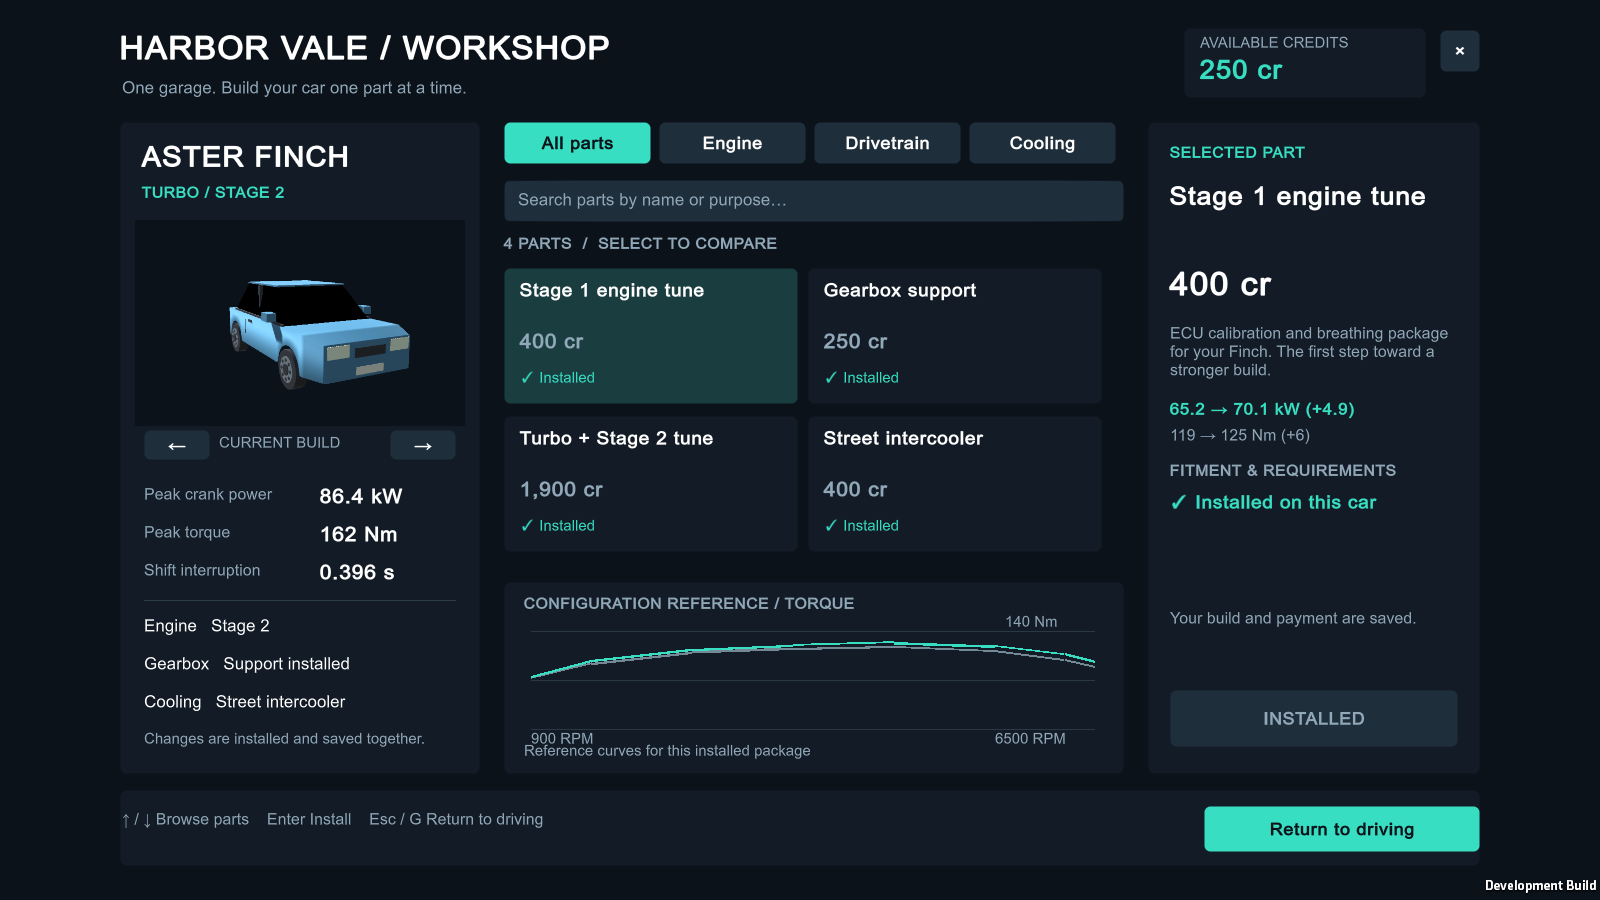 HARBOR VALE / WORKSHOP
One garage. Build your car one part at a time.
AVAILABLE CREDITS
250 cr
×
ASTER FINCH
TURBO / STAGE 2
← CURRENT BUILD →
Peak crank power 86.4 kW
Peak torque 162 Nm
Shift interruption 0.396 s
Engine Stage 2
Gearbox Support installed
Cooling Street intercooler
Changes are installed and saved together.
All parts Engine Drivetrain Cooling
Search parts by name or purpose…
4 PARTS / SELECT TO COMPARE
Stage 1 engine tune
400 cr
✓ Installed
Gearbox support
250 cr
✓ Installed
Turbo + Stage 2 tune
1,900 cr
✓ Installed
Street intercooler
400 cr
✓ Installed
CONFIGURATION REFERENCE / TORQUE
140 Nm
900 RPM 6500 RPM
Reference curves for this installed package
SELECTED PART
Stage 1 engine tune
400 cr
ECU calibration and breathing package
for your Finch. The first step toward a
stronger build.
65.2 → 70.1 kW (+4.9)
119 → 125 Nm (+6)
FITMENT & REQUIREMENTS
✓ Installed on this car
Your build and payment are saved.
INSTALLED
↑ / ↓ Browse parts Enter Install Esc / G Return to driving
Return to driving
Development Build